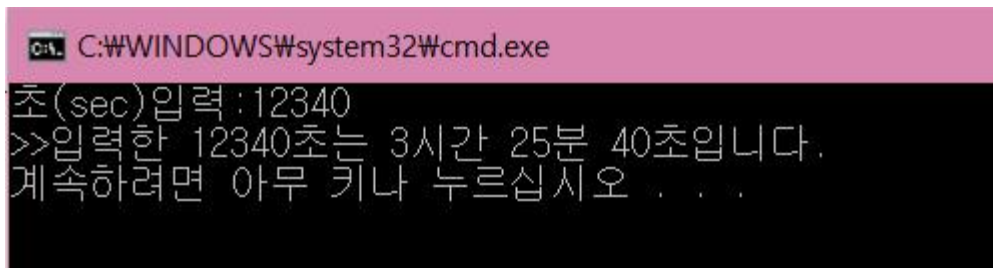 C:₩WINDOWS₩system32₩cmd.exe
초(sec)입력:12340
>>입력한 12340초는 3시간 25분 40초입니다.
계속하려면 아무 키나 누르십시오 . . .